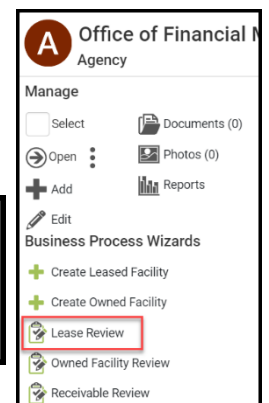 A
Office of Financial
Agency
Manage
Select
Documents (0)
Open
Photos (0)
Add
Reports
Edit
Business Process Wizards
Create Leased Facility
Create Owned Facility
Lease Review
Owned Facility Review
Receivable Review